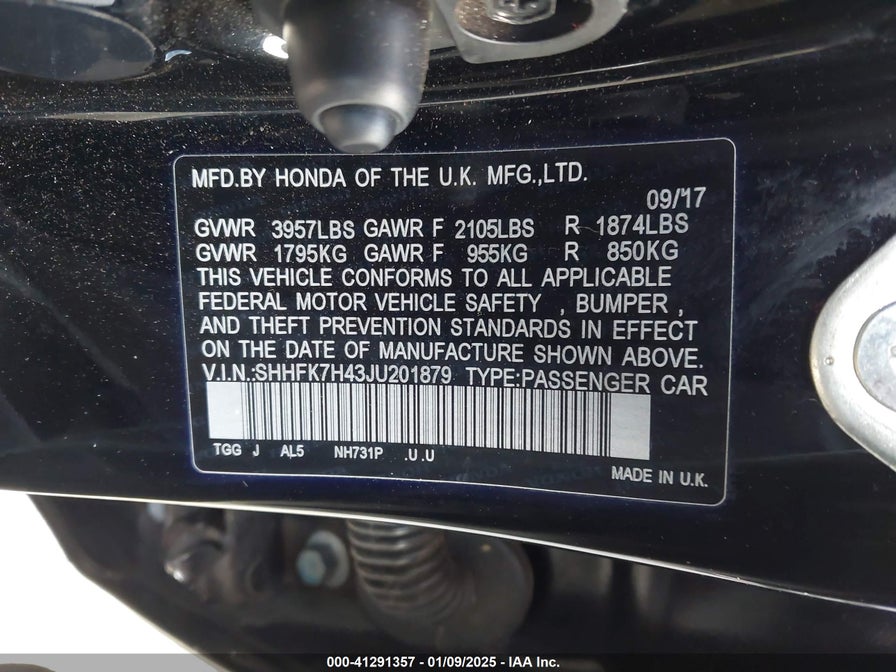 MFD.BY HONDA OF THE U.K. MFG.,LTD.
09/'17
GVWR 3957LBS GAWR F 2105LBS R 1874LBS
GVWR 1795KG GAWR F 955KG R 850KG
THIS VEHICLE CONFORMS TO ALL APPLICABLE
FEDERAL MOTOR VEHICLE SAFETY , BUMPER ,
AND THEFT PREVENTION STANDARDS IN EFFECT
ON THE DATE OF MANUFACTURE SHOWN ABOVE.
V.I.N.:SHHFK7H43JU201879 TYPE:PASSENGER CAR
TGG J AL5 NH731P .U .U
MADE IN U.K.
000-41291357 - 01/09/2025 - IAA Inc.